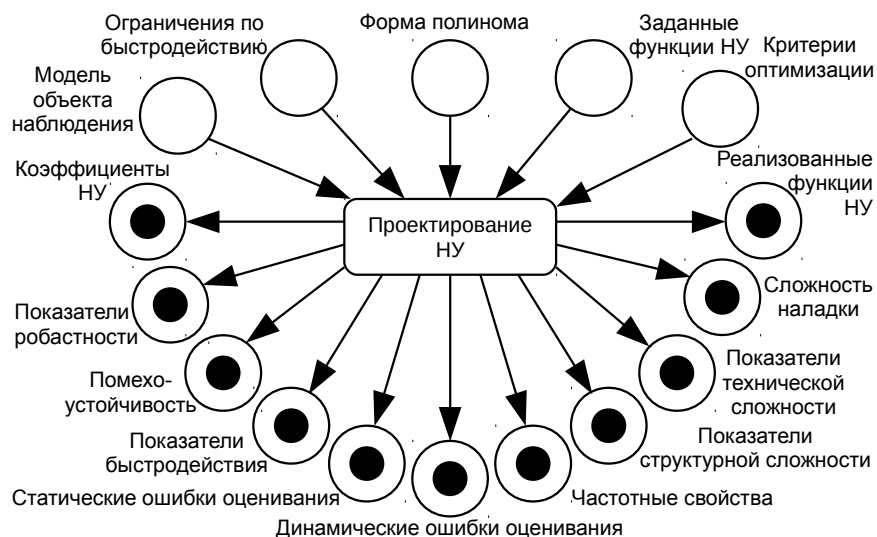 Ограничения по
быстродействию
Форма полинома
Заданные
функции НУ
Критерии
оптимизации
Модель
объекта
наблюдения
Коэффициенты
НУ
Проектирование
НУ
Реализованные
функции
НУ
Показатели
робастности
Сложность
наладки
Помехо-
устойчивость
Показатели
технической
сложности
Показатели
быстродействия
Показатели
структурной сложности
Статические ошибки оценивания
Частотные свойства
Динамические ошибки оценивания